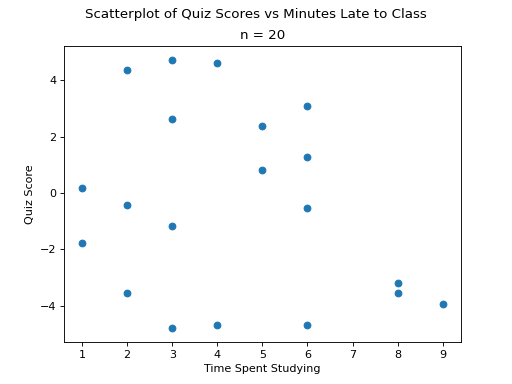 Scatterplot of Quiz Scores vs Minutes Late to Class
n = 20
4
2
0
−2
−4
Quiz Score
1 2 3 4 5 6 7 8 9
Time Spent Studying